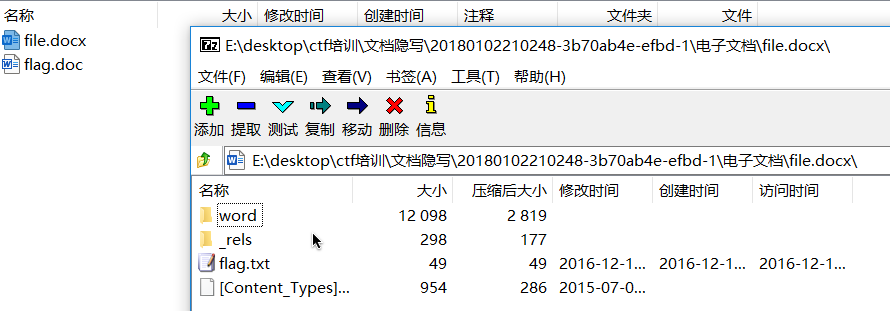 名称 大小 修改时间 创建时间 注释 文件夹 文件
file.docx
flag.doc
7z E:\desktop\ctf培训\文档隐写\20180102210248-3b70ab4e-efbd-1\电子文档\file.docx\
文件(F) 编辑(E) 查看(V) 书签(A) 工具(T) 帮助(H)
添加 提取 测试 复制 移动 删除 信息
E:\desktop\ctf培训\文档隐写\20180102210248-3b70ab4e-efbd-1\电子文档\file.docx\
名称 大小 压缩后大小 修改时间 创建时间 访问时间
word 12 098 2 819
_rels 298 177
flag.txt 49 49 2016-12-1... 2016-12-1... 2016-12-1...
[Content_Types]... 954 286 2015-07-0...